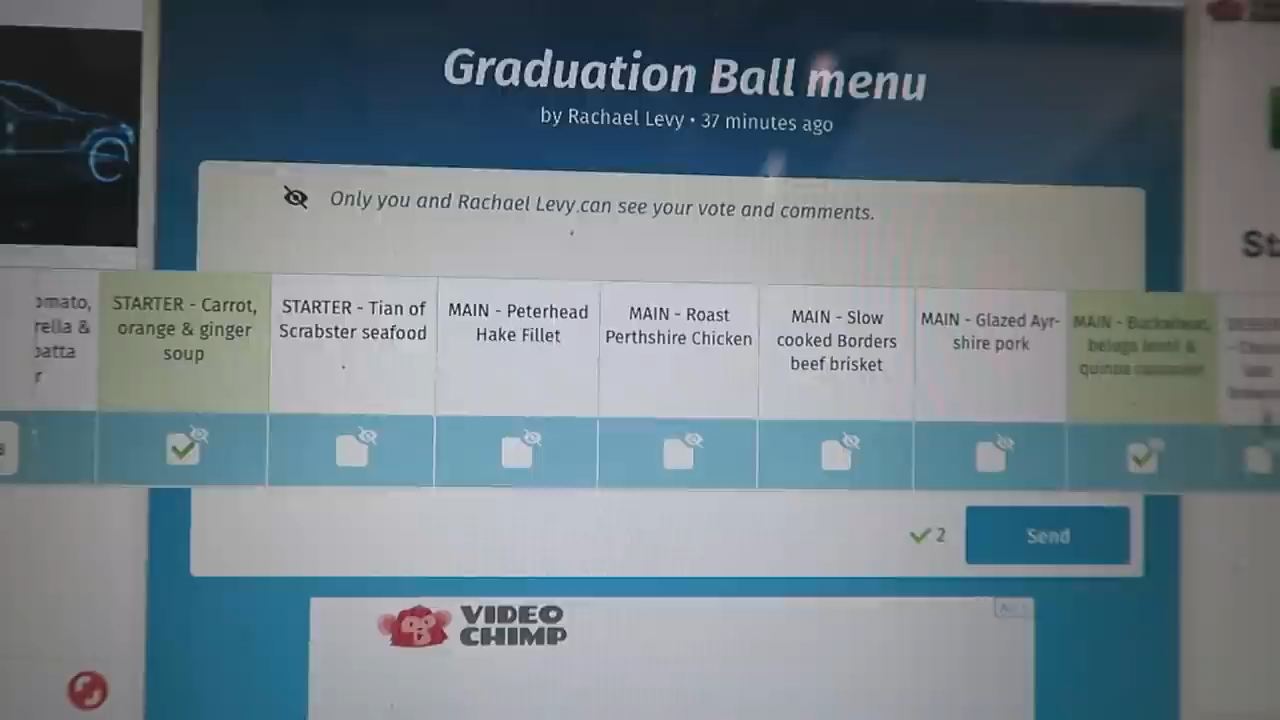 Graduation Ball menu
by Rachael Levy • 37 minutes ago
Only you and Rachael Levy can see your vote and comments.
STARTER - Carrot,
orange & ginger
soup
STARTER - Tian of
Scrabster seafood
MAIN - Peterhead
Hake Fillet
MAIN - Roast
Perthshire Chicken
MAIN - Slow
cooked Borders
beef brisket
MAIN - Glazed Ayr-
shire pork
MAIN - Buckwheat,
beluga lentil &
quinoa
2
Send
VIDEO
CHIMP